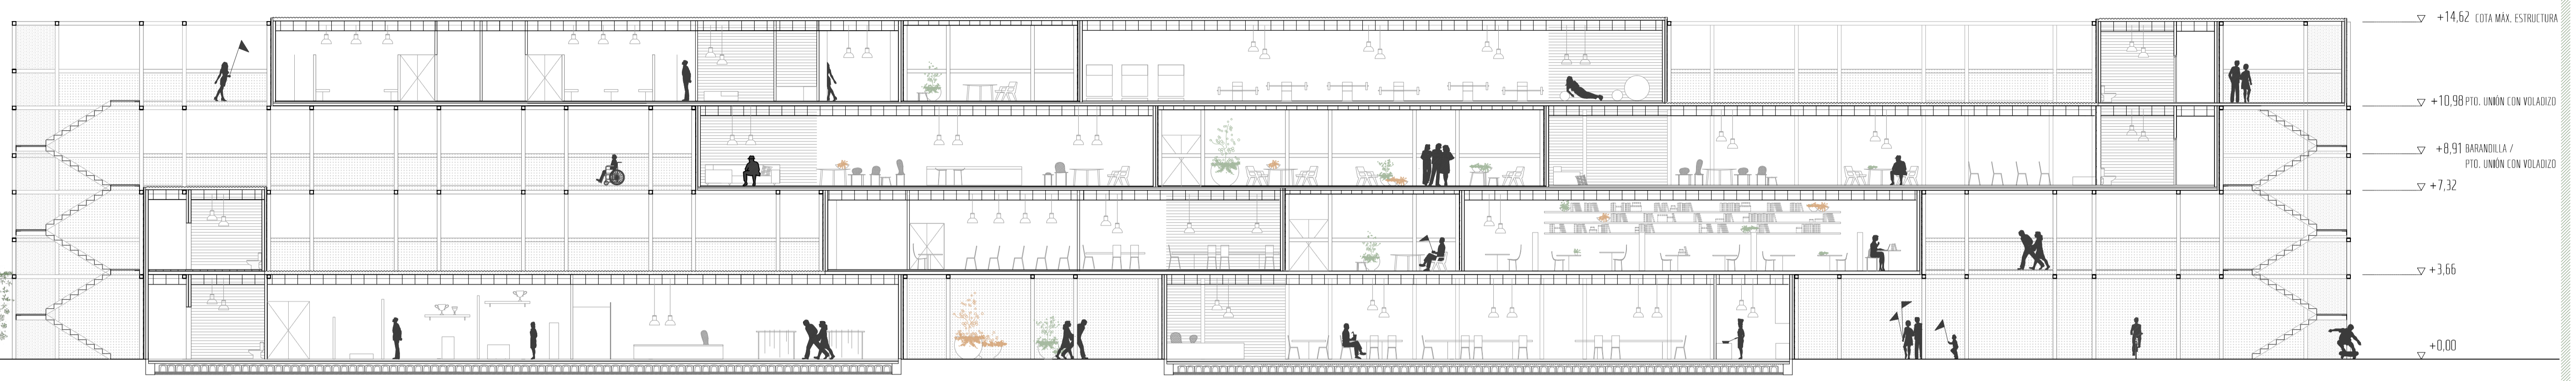 +14,62 COTA MÁX. ESTRUCTURA
+10,98 PTO. UNIÓN CON VOLADIZO
+8,91 BARANDILLA /
PTO. UNIÓN CON VOLADIZO
+7,32
+3,66
+0,00